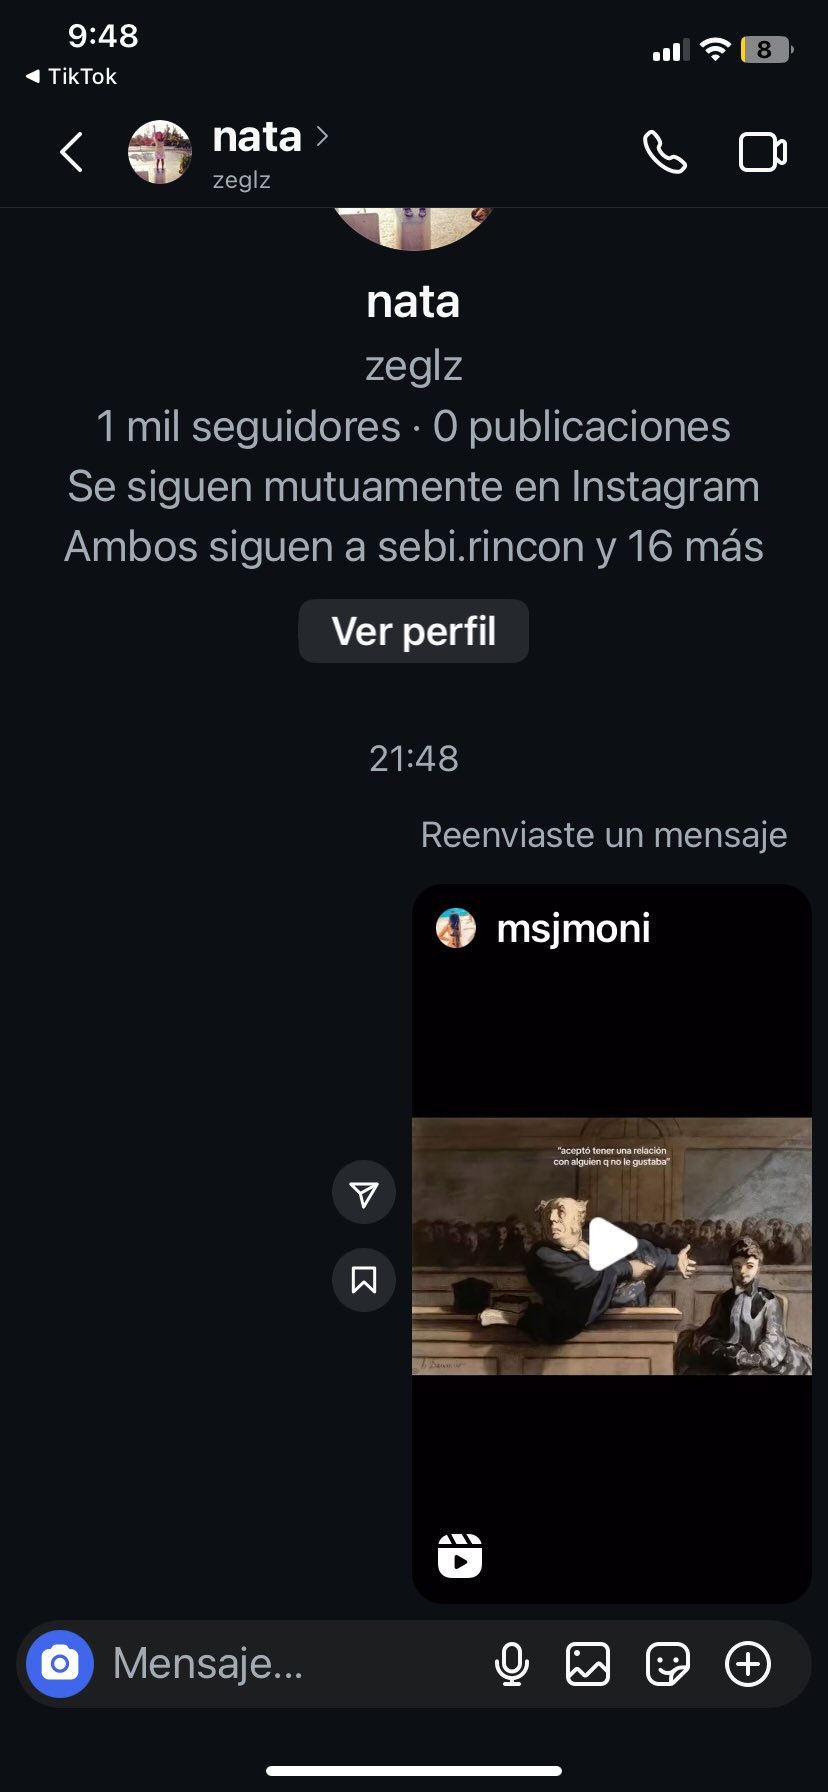 9:48
8
◀ TikTok
nata
zeglz
nata
zeglz
1 mil seguidores · 0 publicaciones
Se siguen mutuamente en Instagram
Ambos siguen a sebi.rincon y 16 más
Ver perfil
21:48
Reenviaste un mensaje
msjmoni
"aceptó tener una relación
con alguien q no le gustaba"
Mensaje...